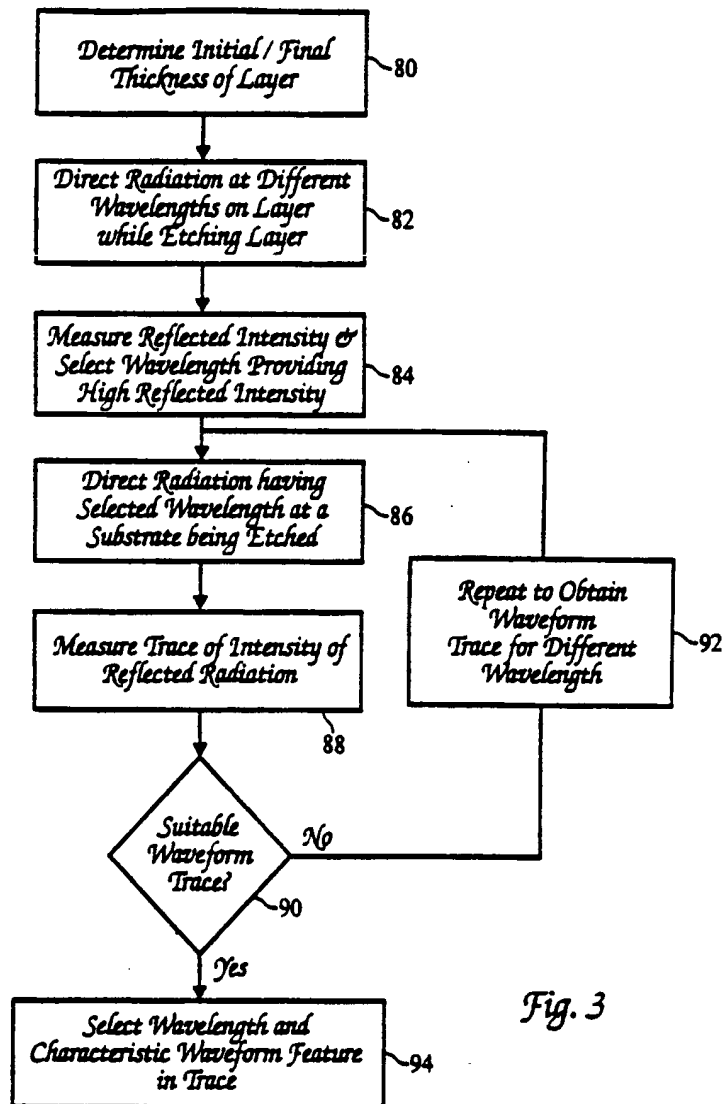 Determine Initial / Final
Thickness of Layer
80
Direct Radiation at Different
Wavelengths on Layer
while Etching Layer
82
Measure Reflected Intensity &
Select Wavelength Providing
High Reflected Intensity
84
Direct Radiation having
Selected Wavelength at a
Substrate being Etched
86
Measure Trace of Intensity of
Reflected Radiation
88
Suitable
Waveform
Trace?
90
No
Repeat to Obtain
Waveform
Trace for Different
Wavelength
92
Yes
Select Wavelength and
Characteristic Waveform Feature
in Trace
94
Fig. 3